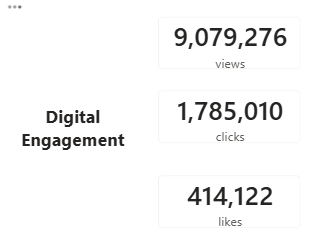 9,079,276
views
Digital
Engagement
1,785,010
clicks
414,122
likes